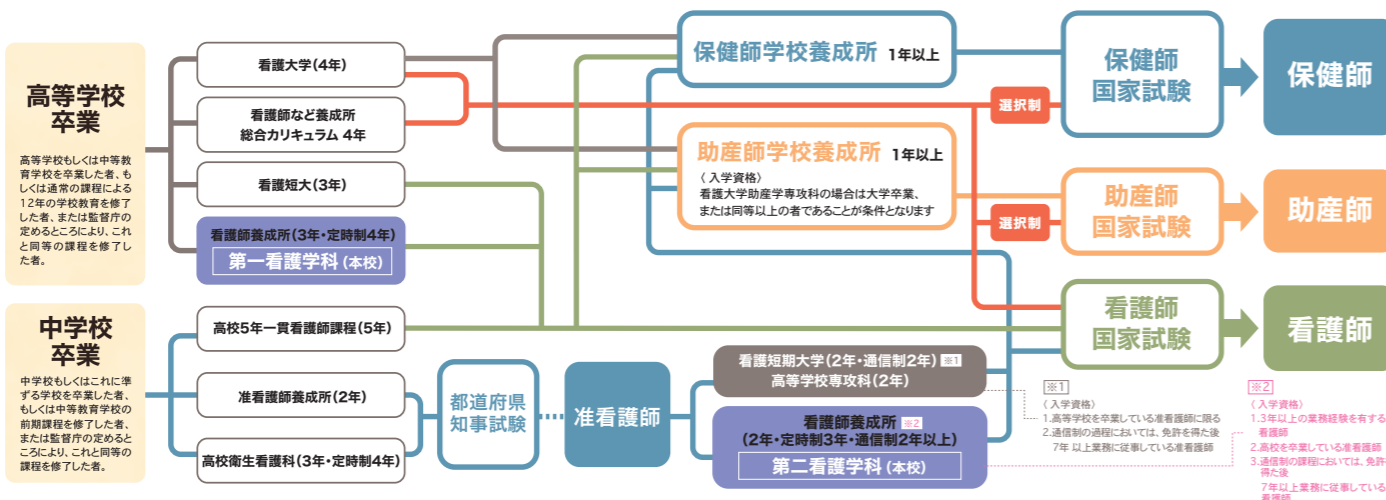 高等学校
卒業
高等学校もしくは中等教
育学校を卒業した者、も
しくは通常の課程による
12年の学校教育を修了
した者、または監督庁の
定めるところにより、これ
と同等の課程を修了し
た者。
中学校
卒業
中学校もしくはこれに準
ずる学校を卒業した者、
もしくは中等教育学校の
前期課程を修了した者、
または監督庁の定めると
ころにより、これと同等の
課程を修了した者。
看護大学(4年)
看護師など養成所
総合カリキュラム 4年
看護短大(3年)
看護師養成所(3年・定時制4年)
第一看護学科(本校)
高校5年一貫看護師課程(5年)
准看護師養成所(2年)
高校衛生看護科(3年・定時制4年)
都道府県
知事試験
准看護師
保健師学校養成所 1年以上
助産師学校養成所 1年以上
〈入学資格〉
看護大学助産学専攻科の場合は大学卒業、
または同等以上の者であることが条件となります
看護短期大学(2年・通信制2年) ※1
高等学校専攻科(2年)
看護師養成所 ※2
(2年・定時制3年・通信制2年以上)
第二看護学科(本校)
選択制
選択制
保健師
国家試験
保健師
助産師
国家試験
助産師
看護師
国家試験
看護師
※1
〈入学資格〉
1.高等学校を卒業している准看護師に限る
2.通信制の過程においては、免許を得た後
7年 以上業務に従事している准看護師
※2
〈入学資格〉
1.3年以上の業務経験を有する
看護師
2.高校を卒業している准看護師
3.通信制の課程においては、免許
得た後
7年以上業務に従事している
看護師